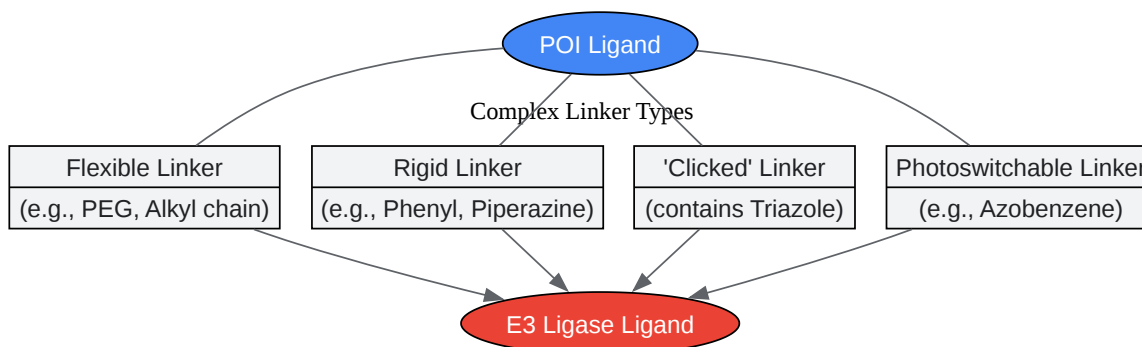 POI Ligand
Complex Linker Types
Flexible Linker
(e.g., PEG, Alkyl chain)
Rigid Linker
(e.g., Phenyl, Piperazine)
'Clicked' Linker
(contains Triazole)
Photoswitchable Linker
(e.g., Azobenzene)
E3 Ligase Ligand